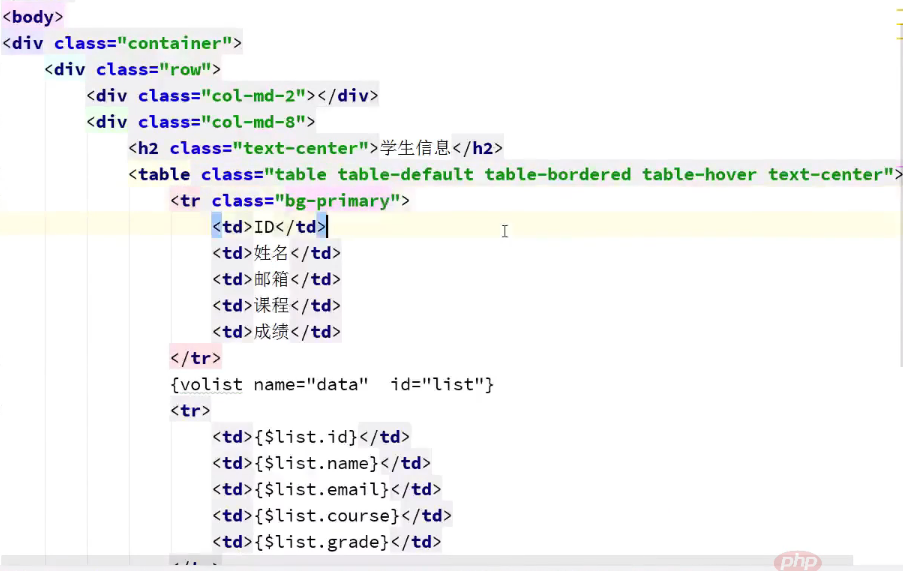 <body>
<div class="container">
<div class="row">
<div class="col-md-2"></div>
<div class="col-md-8">
<h2 class="text-center">学生信息</h2>
<table class="table table-default table-bordered table-hover text-center">
<tr class="bg-primary">
<td>ID</td>
<td>姓名</td>
<td>邮箱</td>
<td>课程</td>
<td>成绩</td>
</tr>
{volist name="data"  id="list"}
<tr>
<td>{$list.id}</td>
<td>{$list.name}</td>
<td>{$list.email}</td>
<td>{$list.course}</td>
<td>{$list.grade}</td>
php